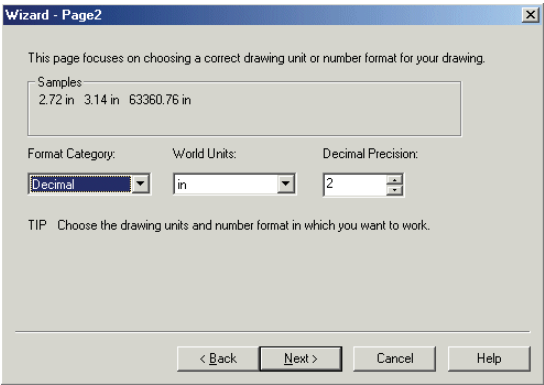 Wizard - Page2
This page focuses on choosing a correct drawing unit or number format for your drawing.
Samples
2.72 in 3.14 in 63360.76 in
Format Category: World Units: Decimal Precision:
Decimal in 2
TIP Choose the drawing units and number format in which you want to work.
< Back Next > Cancel Help